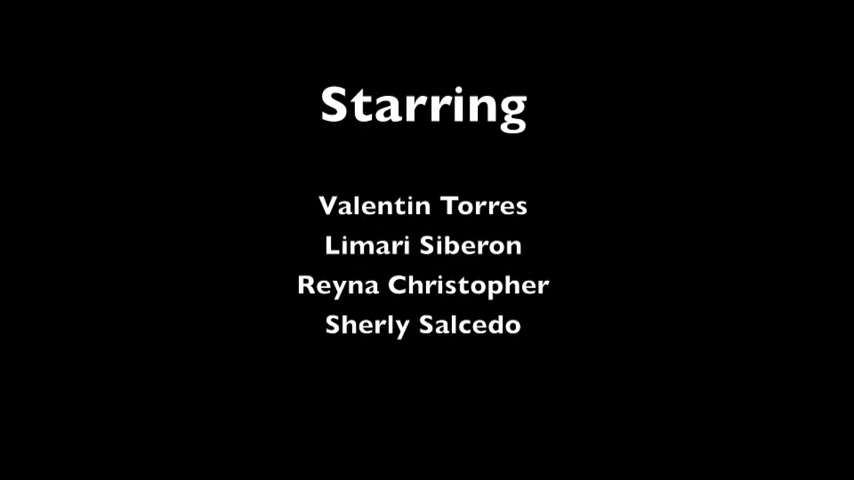 Starring
Valentin Torres
Limari Siberon
Reyna Christopher
Sherly Salcedo